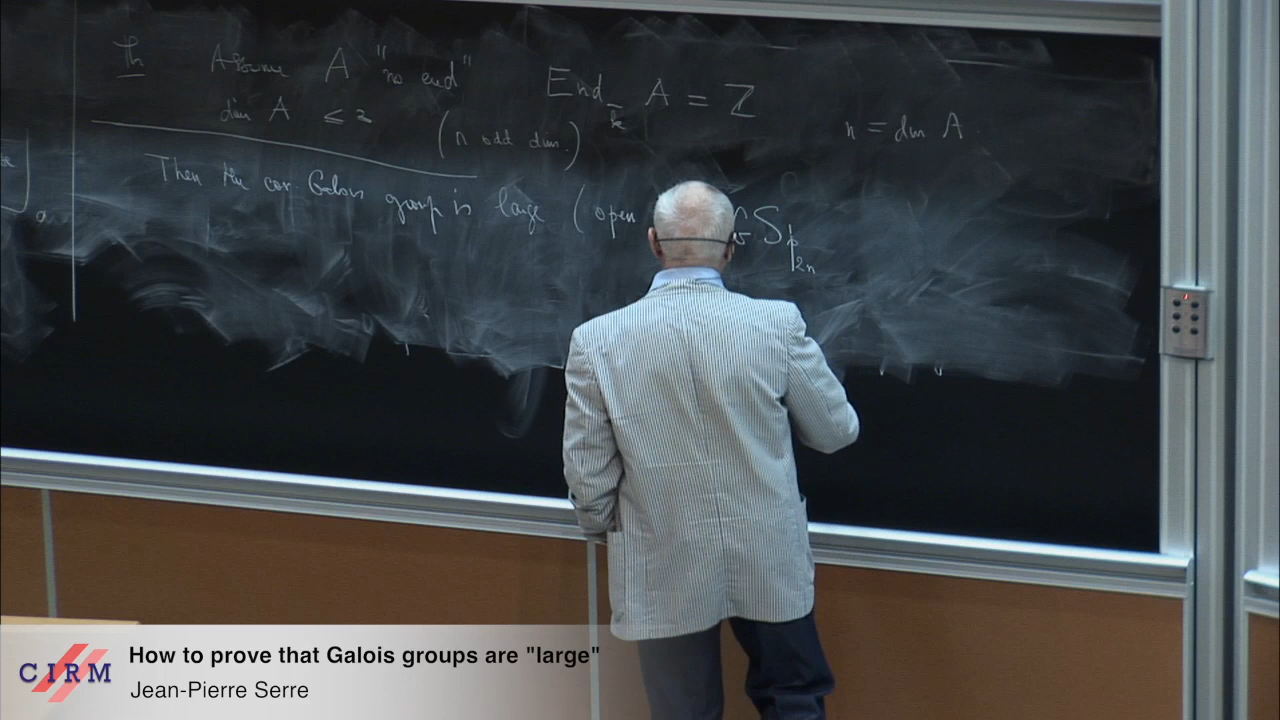 Th Assume A "no end" End_k̄ A = Z
dim A ≤ 2 (n odd dim.) n = dim A
Then the cor. Galois group is large (open
GSp_2n
CIRM
How to prove that Galois groups are "large"
Jean-Pierre Serre